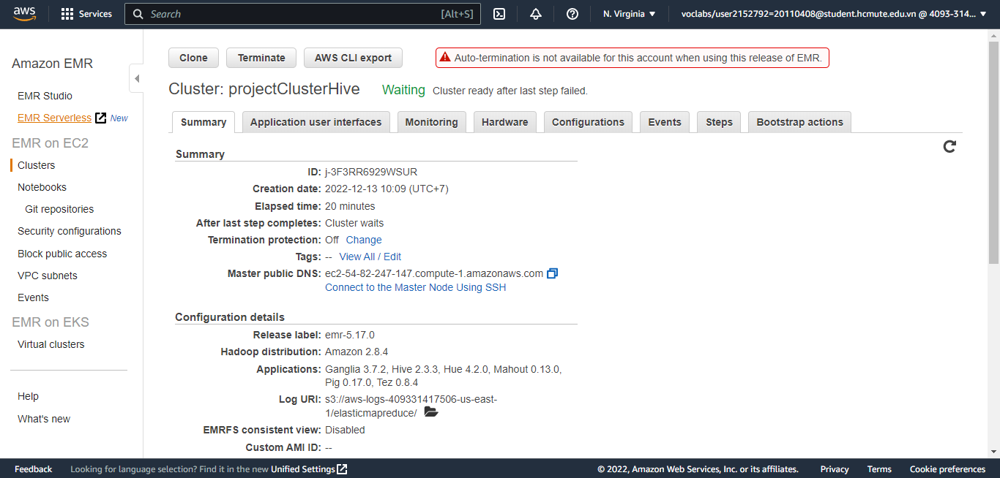 aws
Services
Search [Alt+S]
N. Virginia
voclabs/user2152792=20110408@student.hcmute.edu.vn @ 4093-314...
Amazon EMR
EMR Studio
EMR Serverless New
EMR on EC2
Clusters
Notebooks
Git repositories
Security configurations
Block public access
VPC subnets
Events
EMR on EKS
Virtual clusters
Help
What's new
Clone Terminate AWS CLI export
Auto-termination is not available for this account when using this release of EMR.
Cluster: projectClusterHive Waiting Cluster ready after last step failed.
Summary Application user interfaces Monitoring Hardware Configurations Events Steps Bootstrap actions
Summary
ID: j-3F3RR6929WSUR
Creation date: 2022-12-13 10:09 (UTC+7)
Elapsed time: 20 minutes
After last step completes: Cluster waits
Termination protection: Off Change
Tags: -- View All / Edit
Master public DNS: ec2-54-82-247-147.compute-1.amazonaws.com
Connect to the Master Node Using SSH
Configuration details
Release label: emr-5.17.0
Hadoop distribution: Amazon 2.8.4
Applications: Ganglia 3.7.2, Hive 2.3.3, Hue 4.2.0, Mahout 0.13.0,
Pig 0.17.0, Tez 0.8.4
Log URI: s3://aws-logs-409331417506-us-east-
1/elasticmapreduce/
EMRFS consistent view: Disabled
Custom AMI ID: --
Feedback Looking for language selection? Find it in the new Unified Settings
© 2022, Amazon Web Services, Inc. or its affiliates. Privacy Terms Cookie preferences